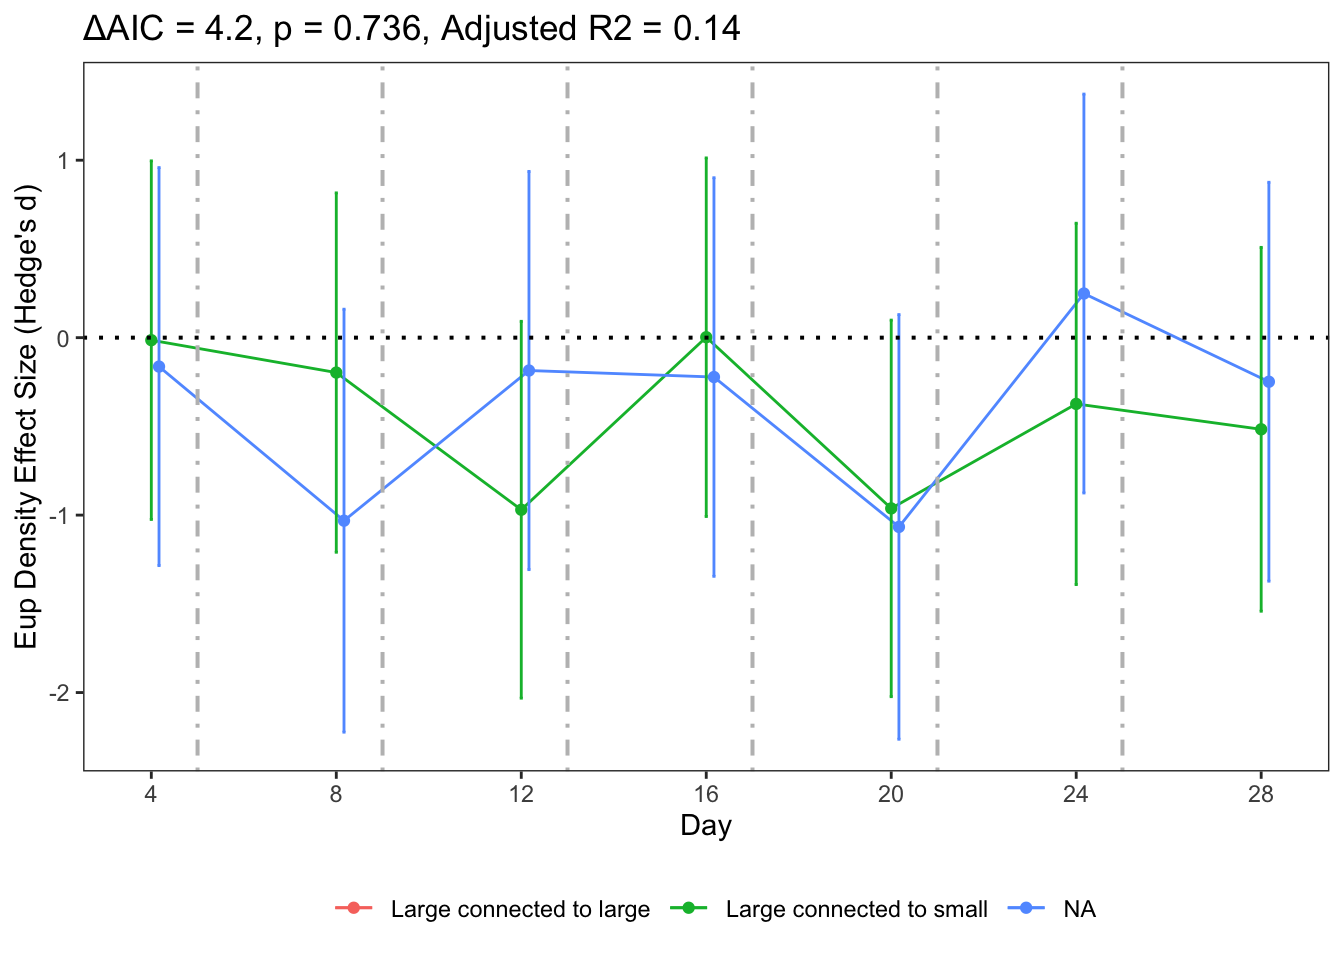 ΔAIC = 4.2, p = 0.736, Adjusted R2 = 0.14
Eup Density Effect Size (Hedge's d)
1
0
-1
-2
4 8 12 16 20 24 28
Day
Large connected to large Large connected to small NA